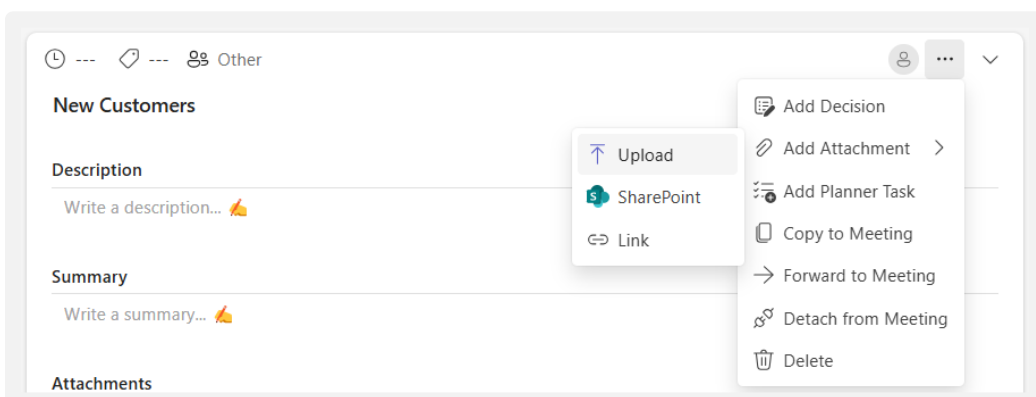 --- --- Other
New Customers
Description
Write a description... ✍️
Summary
Write a summary... ✍️
Attachments
Add Decision
Add Attachment
Add Planner Task
Copy to Meeting
Forward to Meeting
Detach from Meeting
Delete
Upload
SharePoint
Link